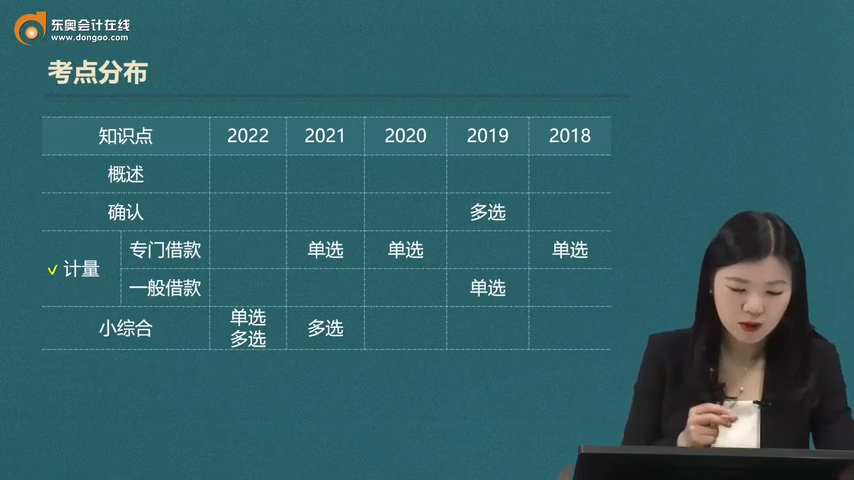 东奥会计在线
www.dongao.com
考点分布
知识点 2022 2021 2020 2019 2018
概述
确认 多选
计量 专门借款 单选 单选 单选
一般借款 单选
小综合 单选 多选 多选